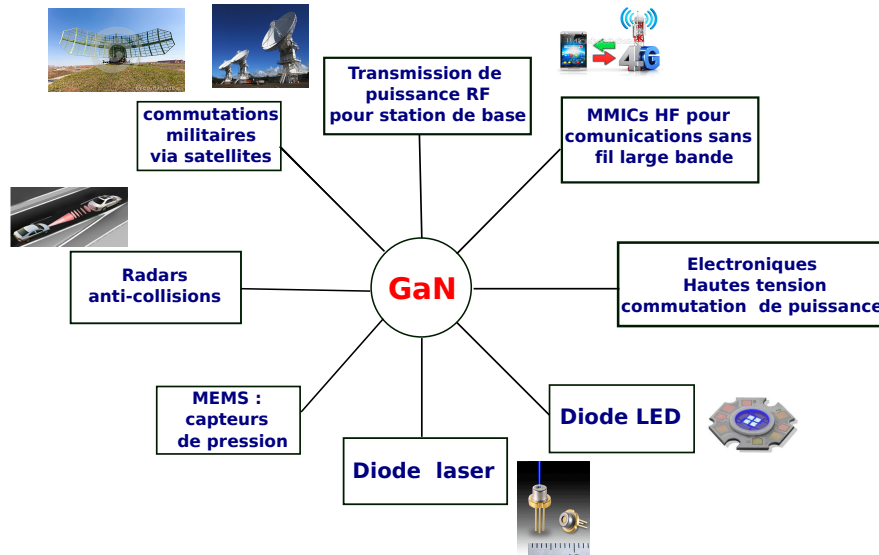 Transmission de
puissance RF
pour station de base
4G
commutations
militaires
via satellites
MMICs HF pour
comunications sans
fil large bande
Radars
anti-collisions
GaN
Electroniques
Hautes tension
commutation de puissance
MEMS :
capteurs
de pression
Diode LED
Diode laser